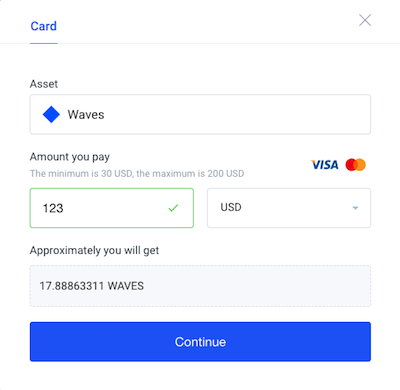 Card
Asset
Waves
Amount you pay
The minimum is 30 USD, the maximum is 200 USD
VISA
123
USD
Approximately you will get
17.88863311 WAVES
Continue